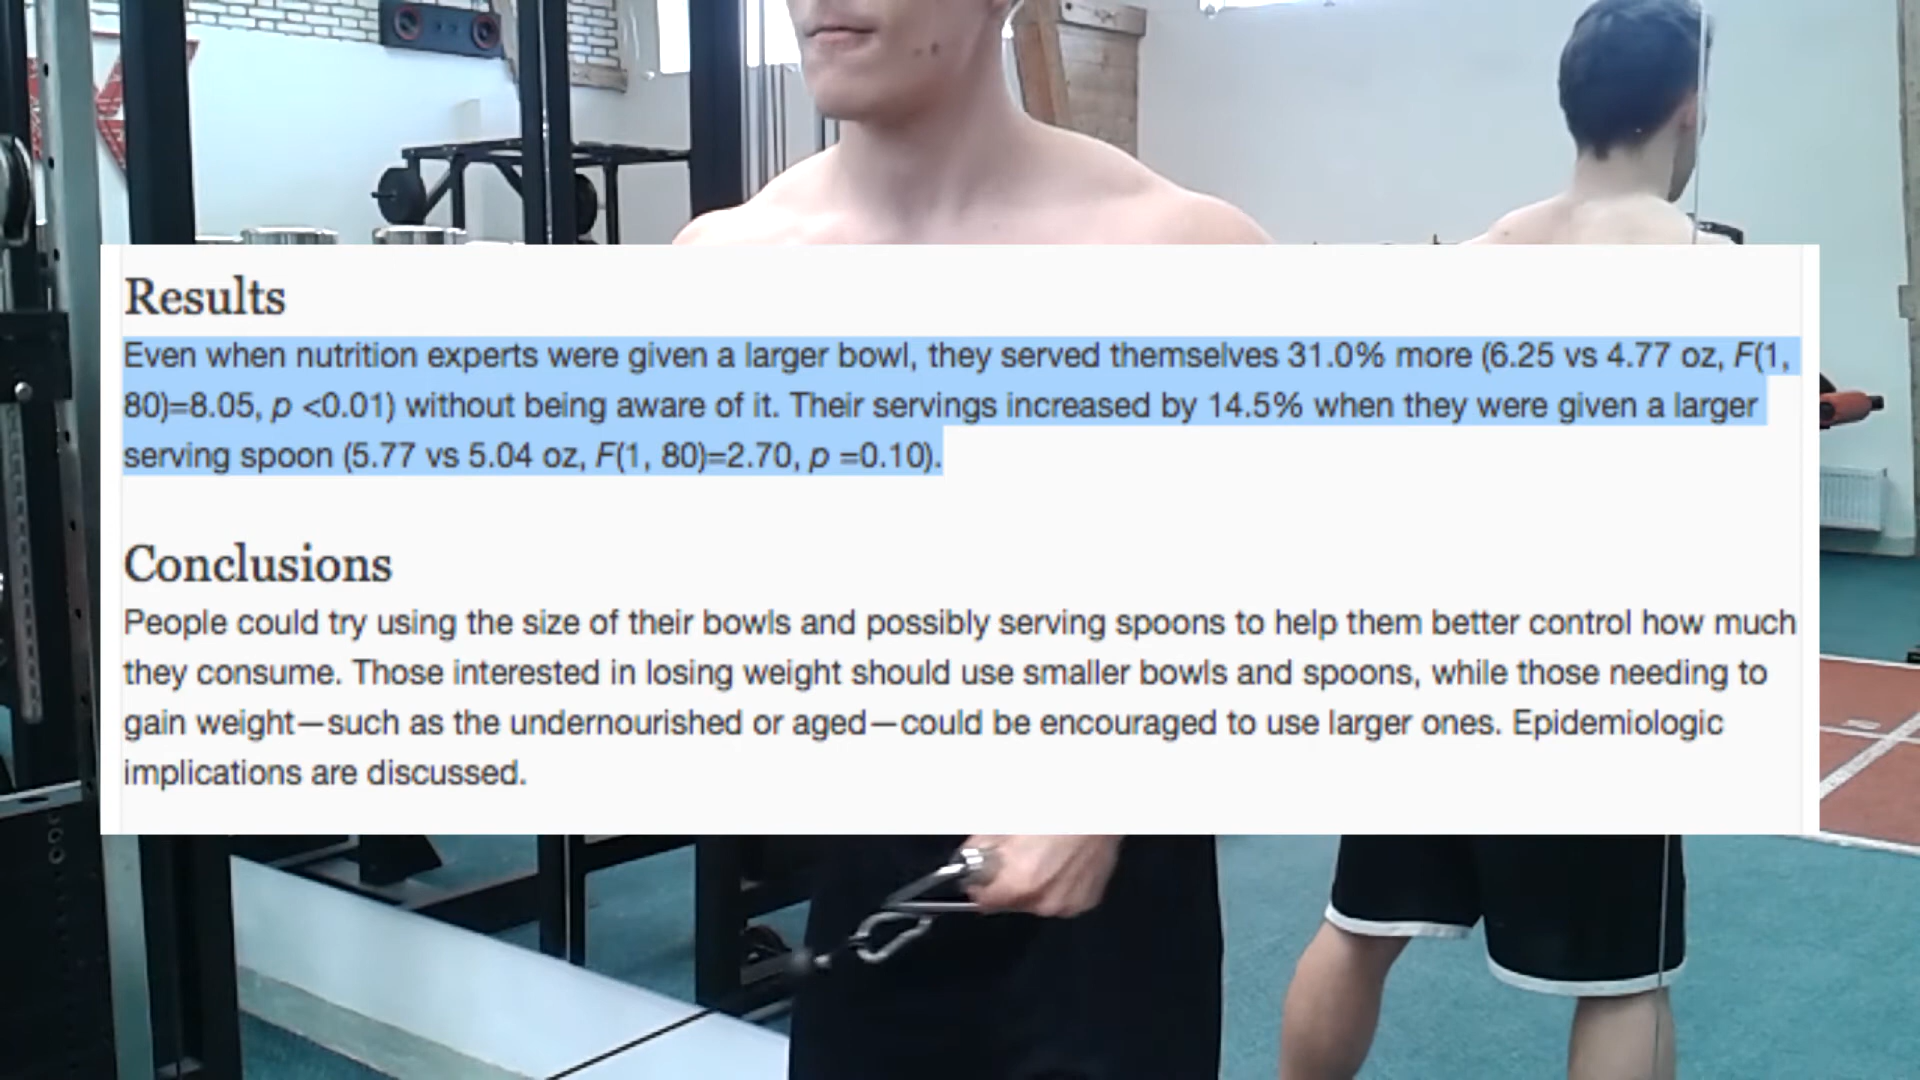 Results
Even when nutrition experts were given a larger bowl, they served themselves 31.0% more (6.25 vs 4.77 oz, F(1,
80)=8.05, p <0.01) without being aware of it. Their servings increased by 14.5% when they were given a larger
serving spoon (5.77 vs 5.04 oz, F(1, 80)=2.70, p =0.10).
Conclusions
People could try using the size of their bowls and possibly serving spoons to help them better control how much
they consume. Those interested in losing weight should use smaller bowls and spoons, while those needing to
gain weight—such as the undernourished or aged—could be encouraged to use larger ones. Epidemiologic
implications are discussed.